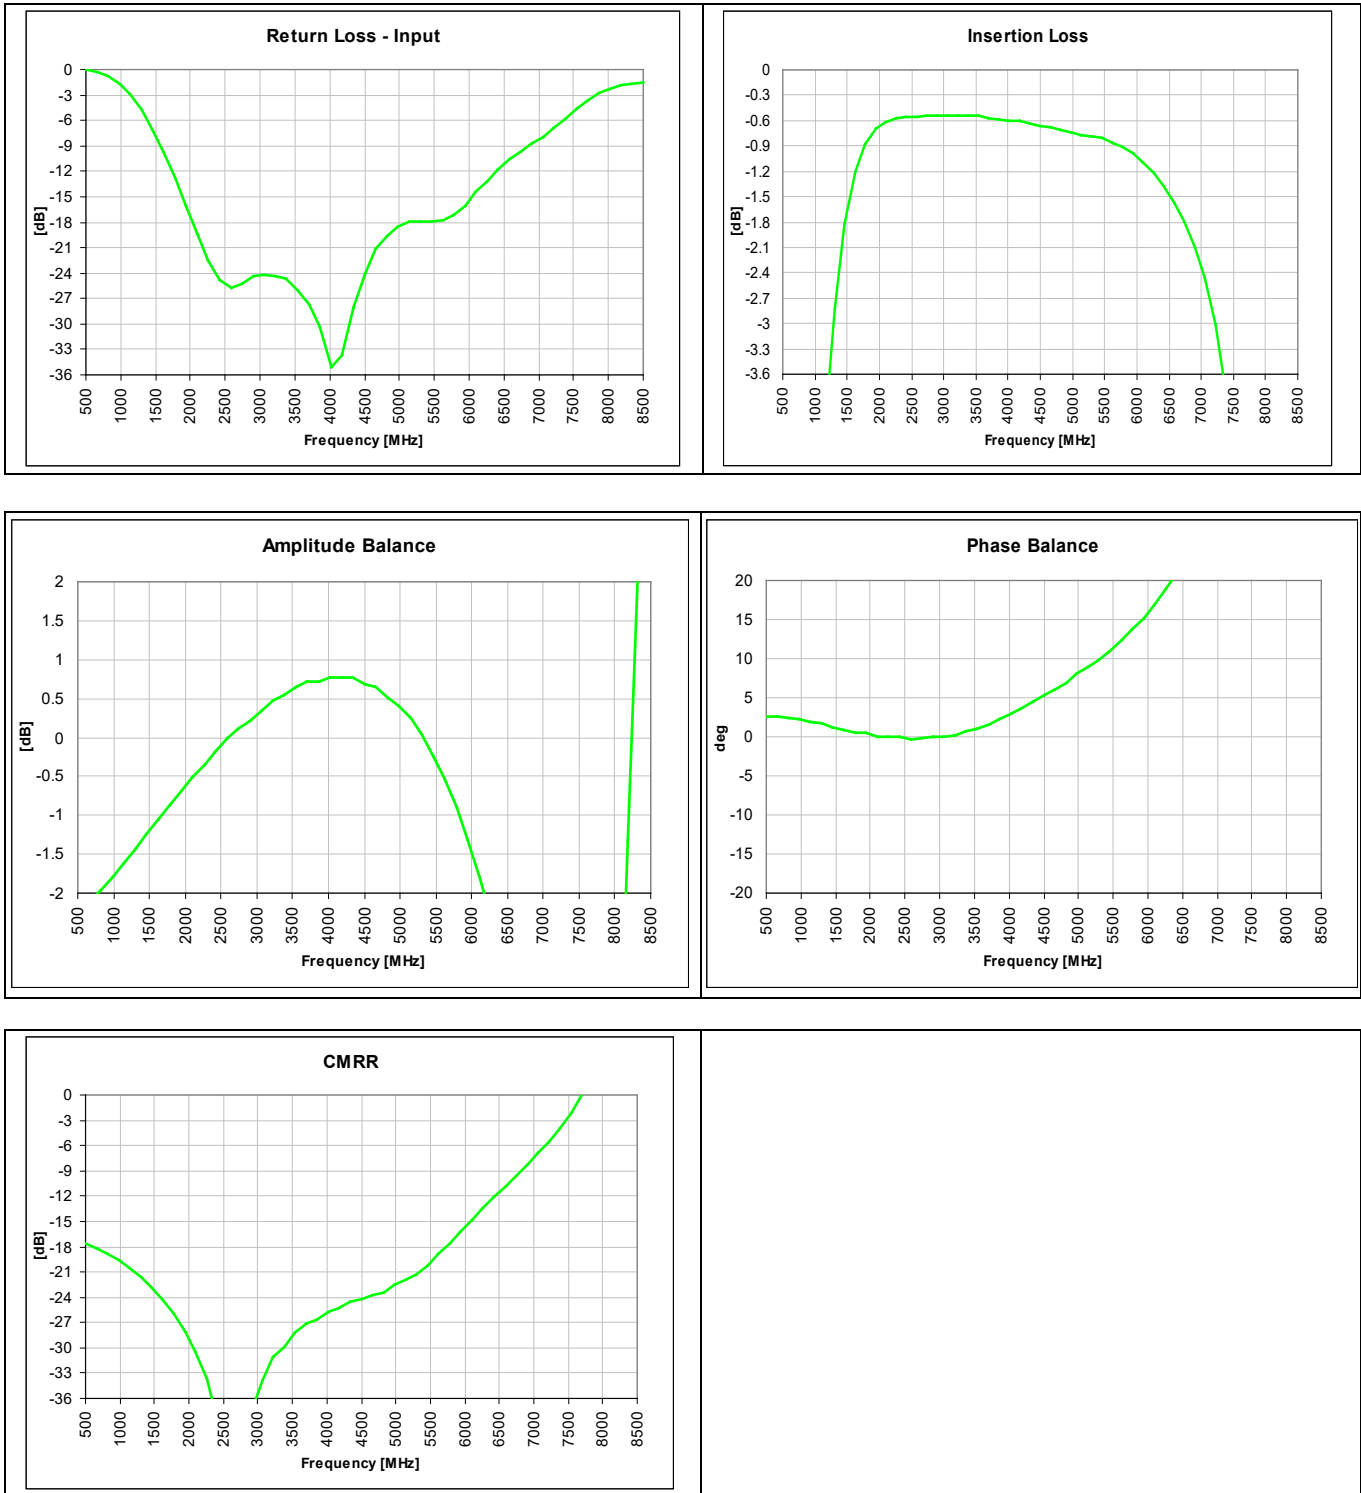 Return Loss - Input
0
-3
-6
-9
-12
-15
-18
-21
-24
-27
-30
-33
-36
[dB]
500 1000 1500 2000 2500 3000 3500 4000 4500 5000 5500 6000 6500 7000 7500 8000 8500
Frequency [MHz]
Insertion Loss
0
-0.3
-0.6
-0.9
-1.2
-1.5
-1.8
-2.1
-2.4
-2.7
-3
-3.3
-3.6
[dB]
500 1000 1500 2000 2500 3000 3500 4000 4500 5000 5500 6000 6500 7000 7500 8000 8500
Frequency [MHz]
Amplitude Balance
2
1.5
1
0.5
0
-0.5
-1
-1.5
-2
[dB]
500 1000 1500 2000 2500 3000 3500 4000 4500 5000 5500 6000 6500 7000 7500 8000 8500
Frequency [MHz]
Phase Balance
20
15
10
5
0
-5
-10
-15
-20
deg
500 1000 1500 2000 2500 3000 3500 4000 4500 5000 5500 6000 6500 7000 7500 8000 8500
Frequency [MHz]
CMRR
0
-3
-6
-9
-12
-15
-18
-21
-24
-27
-30
-33
-36
[dB]
500 1000 1500 2000 2500 3000 3500 4000 4500 5000 5500 6000 6500 7000 7500 8000 8500
Frequency [MHz]